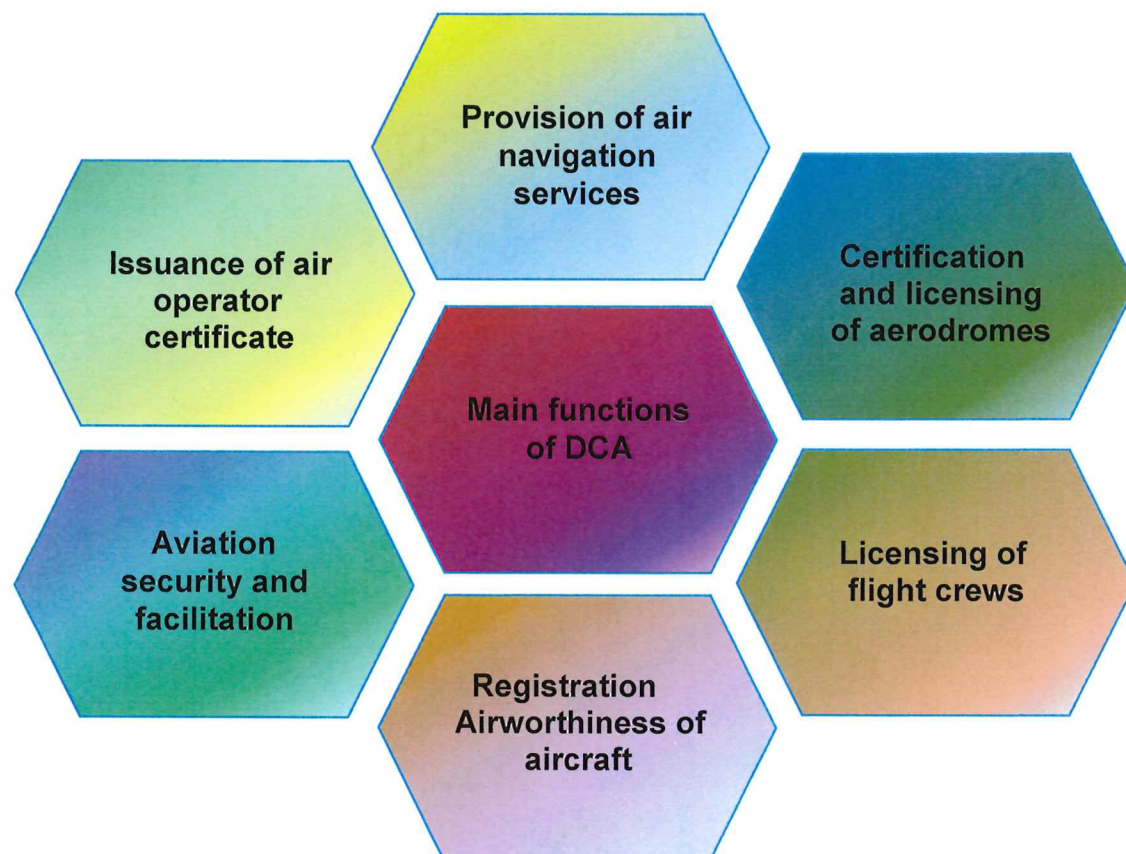 Provision of air
navigation
services
Issuance of air
operator
certificate
Certification
and licensing
of aerodromes
Main functions
of DCA
Aviation
security and
facilitation
Licensing of
flight crews
Registration
Airworthiness of
aircraft